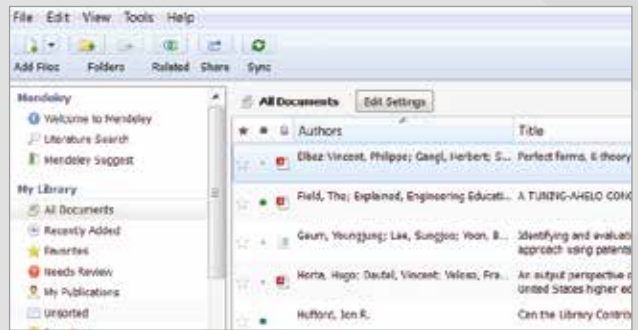 File Edit View Tools Help
Add Files Folders Related Share Sync
Mendeley
Welcome to Mendeley
Literature Search
Mendeley Suggest
My Library
All Documents
Recently Added
Favorites
Needs Review
My Publications
Unsorted
All Documents Edit Settings
Authors Title
Elbaz-Vincent, Philippe; Gangl, Herbert; S... Perfect forms, K-theory
Field, The; Explained, Engineering Educati... A TUNING-AHELO CONC
Geum, Youngjung; Lee, Sungjoo; Yoon, B... Identifying and evaluati
approach using patents
Horta, Hugo; Dautel, Vincent; Veloso, Fra... An output perspective o
United States higher ed
Hufford, Jon R. Can the Library Contrib